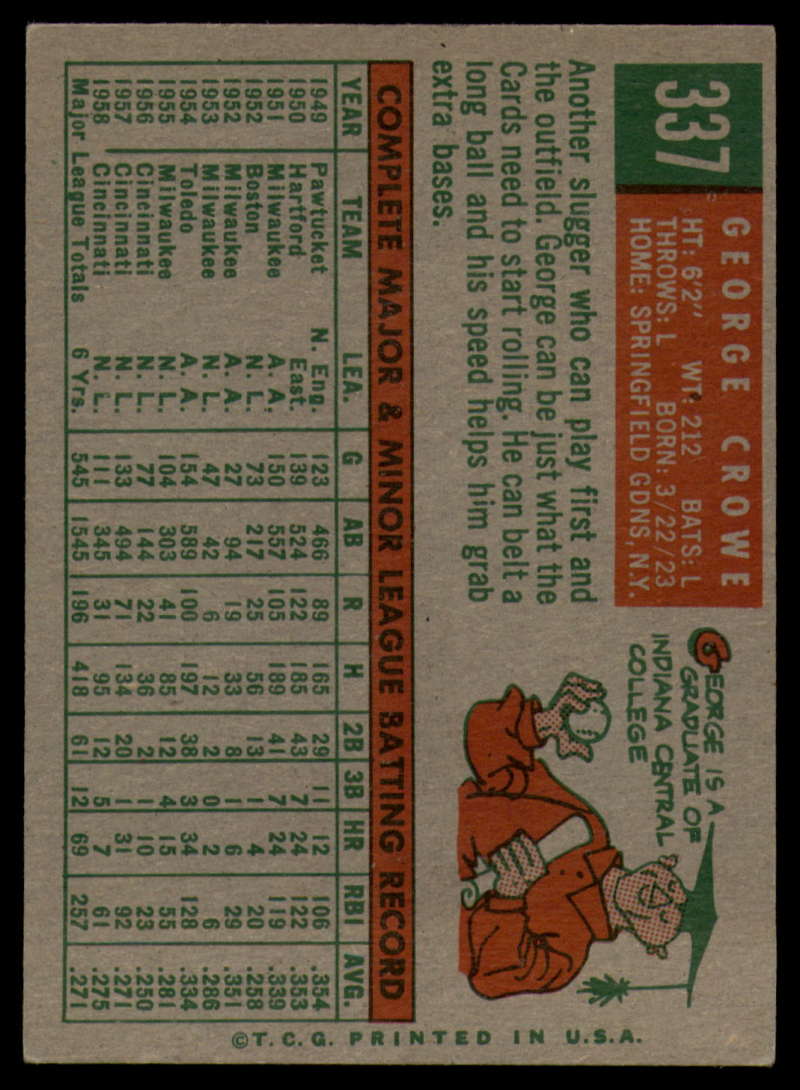 337
GEORGE CROWE
HT: 6'2" WT: 212 BATS: L
THROWS: L BORN: 3/22/23
HOME: SPRINGFIELD GDNS, N.Y.
Another slugger who can play first and
the outfield. George can be just what the
Cards need to start rolling. He can belt a
long ball and his speed helps him grab
extra bases.
GEORGE IS A
GRADUATE OF
INDIANA CENTRAL
COLLEGE
COMPLETE MAJOR & MINOR LEAGUE BATTING RECORD
YEAR TEAM LEA. G AB R H 2B 3B HR RBI AVG.
1949 Pawtucket N. Eng. 123 466 89 165 29 11 12 106 .354
1950 Hartford East. 139 524 122 185 43 7 24 122 .353
1951 Milwaukee A. A. 150 557 105 189 41 7 24 119 .339
1952 Boston N. L. 73 217 25 56 13 1 4 20 .258
1952 Milwaukee A. A. 27 94 19 33 8 1 6 29 .351
1953 Milwaukee N. L. 47 42 6 12 2 0 2 6 .286
1954 Toledo A. A. 154 589 100 197 38 3 34 128 .334
1955 Milwaukee N. L. 104 303 41 85 12 4 15 55 .281
1956 Cincinnati N. L. 77 144 22 36 2 1 10 23 .250
1957 Cincinnati N. L. 133 494 71 134 20 1 31 92 .271
1958 Cincinnati N. L. 111 345 31 95 12 5 7 61 .275
Major League Totals 6 Yrs. 545 1545 196 418 61 12 69 257 .271
©T.C.G. PRINTED IN U.S.A.